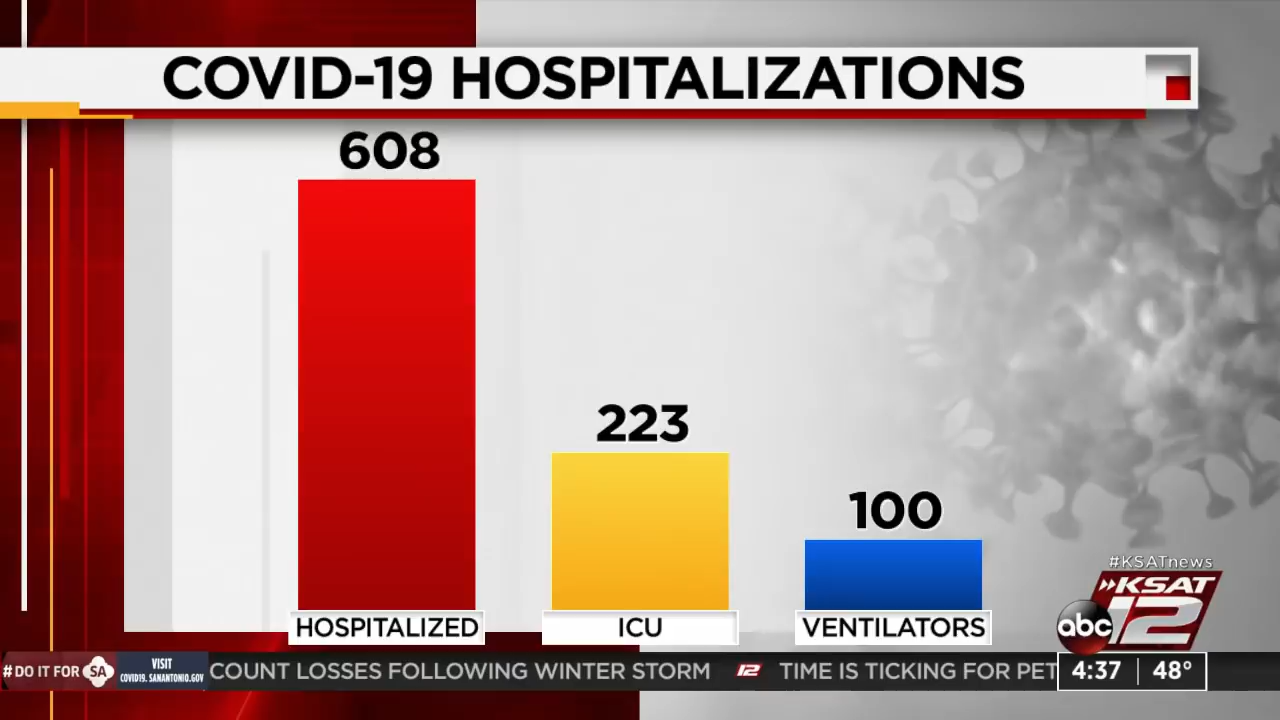 COVID-19 HOSPITALIZATIONS
608
223
100
HOSPITALIZED
ICU
VENTILATORS
#KSATnews
KSAT
abc
12
#DO IT FOR SA
VISIT
COVID19.SANANTONIO.GOV
COUNT LOSSES FOLLOWING WINTER STORM 12 TIME IS TICKING FOR PET
4:37 48°